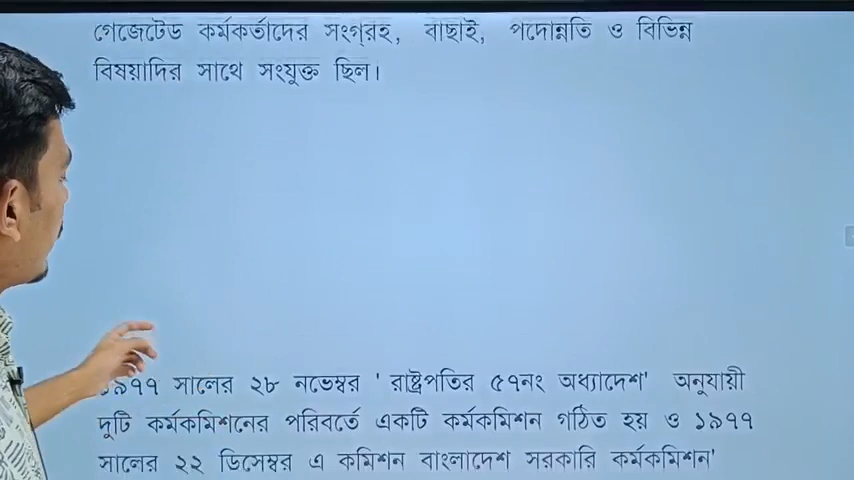 গেজেটেড কর্মকর্তাদের সংগ্রহ, বাছাই, পদোন্নতি ও বিভিন্ন
বিষয়াদির সাথে সংযুক্ত ছিল।
১৯৭৭ সালের ২৮ নভেম্বর ' রাষ্ট্রপতির ৫৭নং অধ্যাদেশ' অনুযায়ী
দুটি কর্মকমিশনের পরিবর্তে একটি কর্মকমিশন গঠিত হয় ও ১৯৭৭
সালের ২২ ডিসেম্বর এ কমিশন বাংলাদেশ সরকারি কর্মকমিশন'